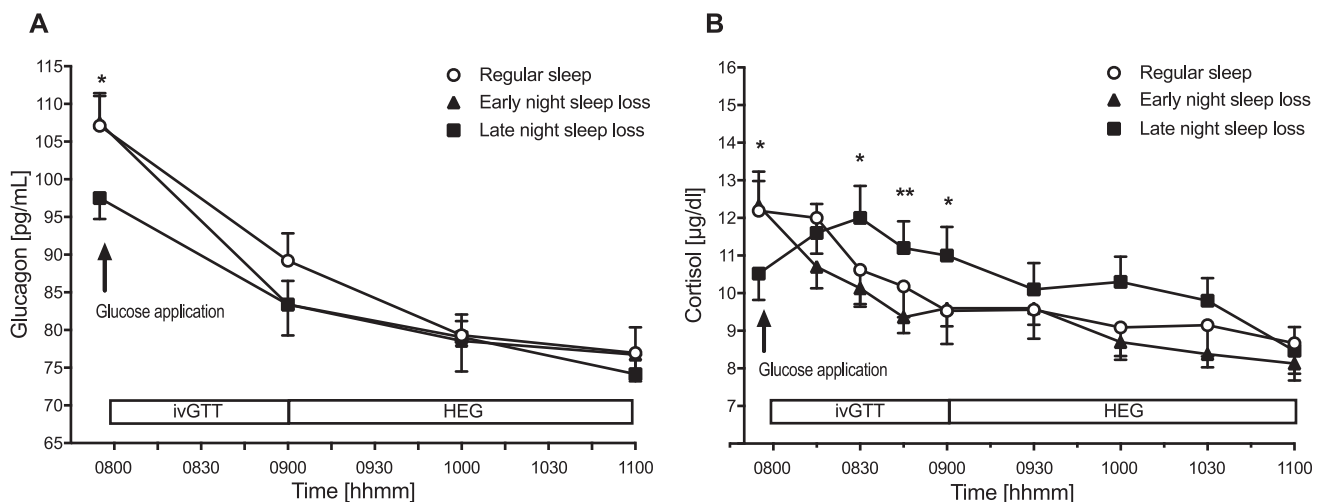 A
Glucagon [pg/mL]
115
110
105
100
95
90
85
80
75
70
65
*
Regular sleep
Early night sleep loss
Late night sleep loss
Glucose application
ivGTT
HEG
0800
0830
0900
0930
1000
1030
1100
Time [hhmm]
B
Cortisol [µg/dl]
16
15
14
13
12
11
10
9
8
7
*
*
**
*
Regular sleep
Early night sleep loss
Late night sleep loss
Glucose application
ivGTT
HEG
0800
0830
0900
0930
1000
1030
1100
Time [hhmm]